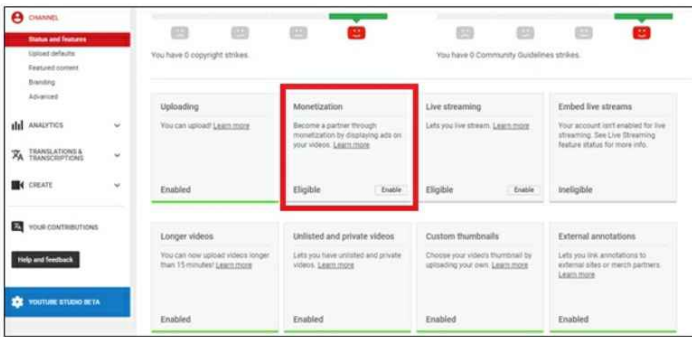 CHANNEL
Status and features
Upload defaults
Featured content
Branding
Advanced
ANALYTICS
TRANSLATIONS &
TRANSCRIPTIONS
CREATE
YOUR CONTRIBUTIONS
Help and feedback
YOUTUBE STUDIO BETA
You have 0 copyright strikes.
You have 0 Community Guidelines strikes.
Uploading
You can upload! Learn more
Enabled
Monetization
Become a partner through
monetization by displaying ads on
your videos. Learn more
Eligible
Enable
Live streaming
Lets you live stream. Learn more
Eligible
Enable
Embed live streams
Your account isn't enabled for live
streaming. See Live Streaming
feature status for more info.
Ineligible
Longer videos
You can now upload videos longer
than 15 minutes! Learn more
Enabled
Unlisted and private videos
Lets you have unlisted and private
videos. Learn more
Enabled
Custom thumbnails
Choose your video's thumbnail by
uploading your own. Learn more
Enabled
External annotations
Lets you link annotations to
external sites or merch partners.
Learn more
Enabled